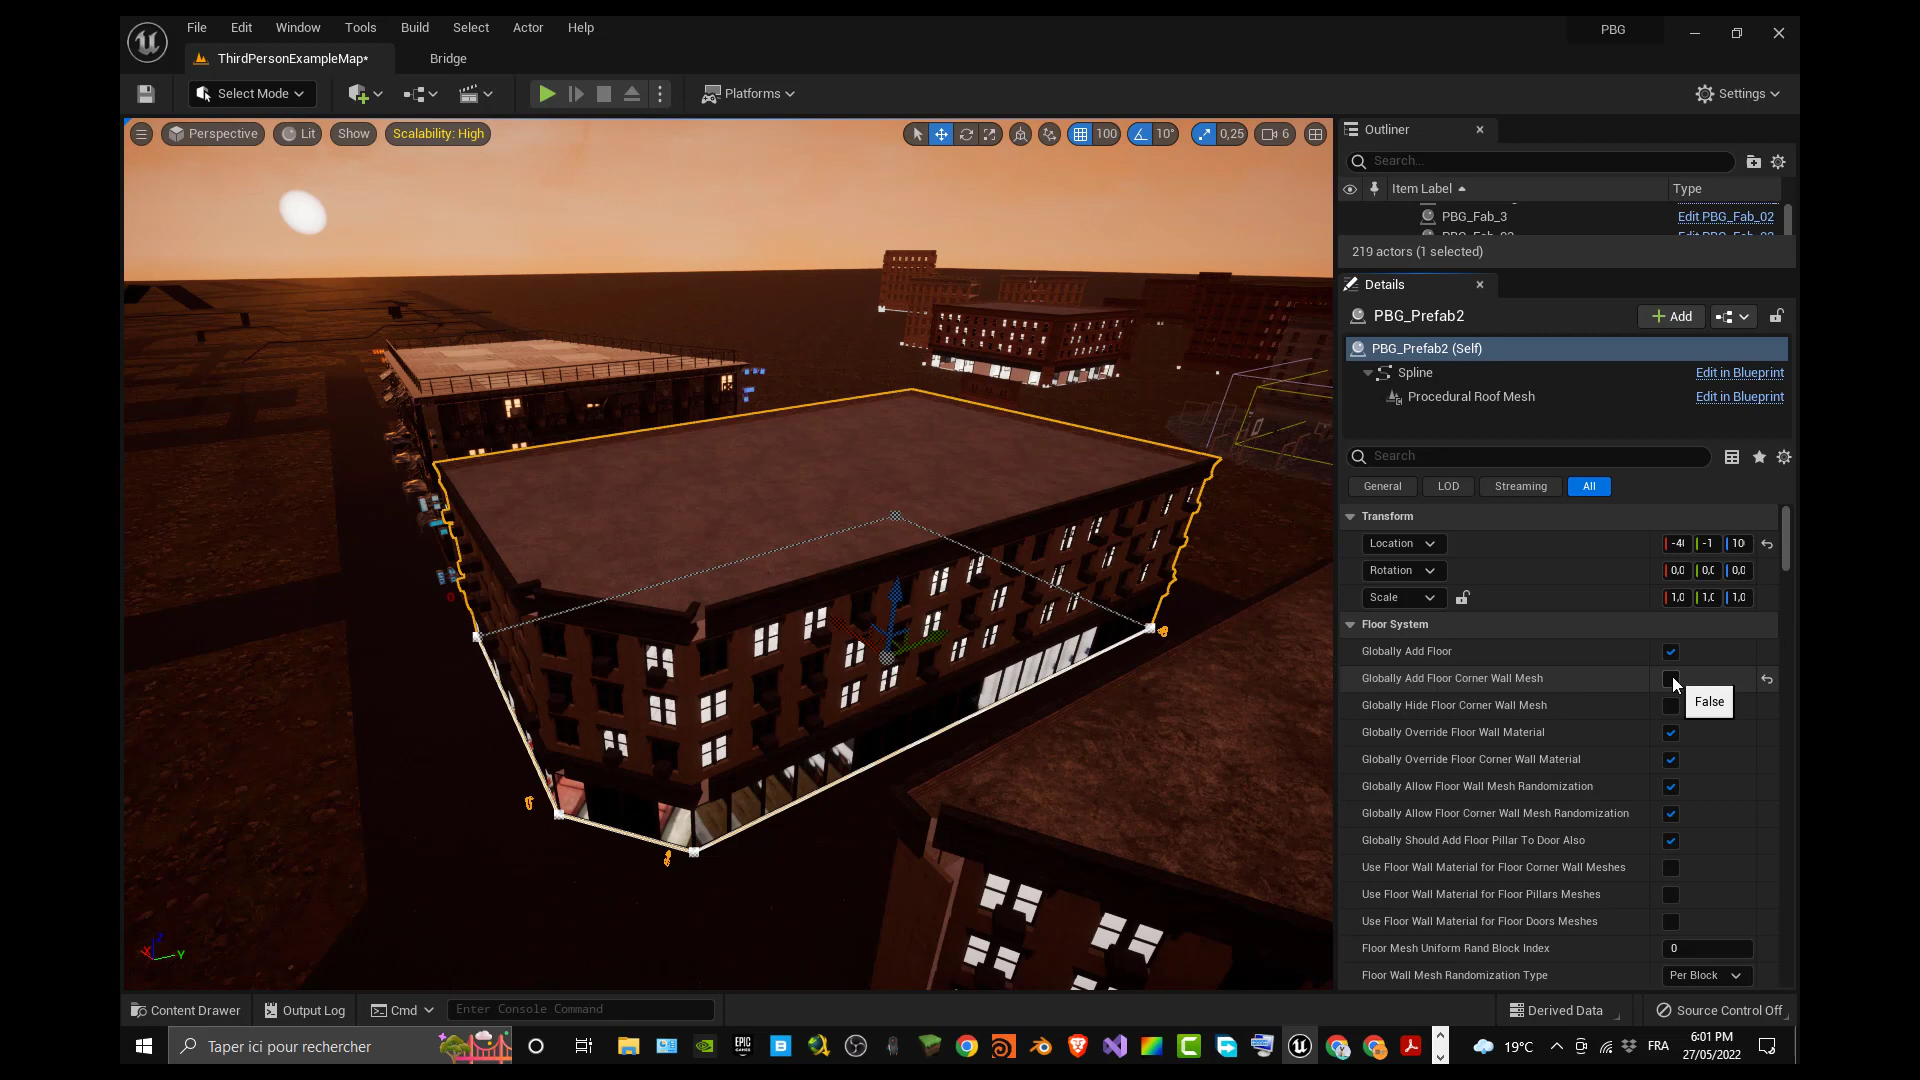 File Edit Window Tools Build Select Actor Help
PBG
ThirdPersonExampleMap*
Bridge
Select Mode
Platforms
Settings
Perspective
Lit
Show
Scalability: High
100
10°
0,25
6
Outliner
Search...
Item Label
Type
PBG_Fab_3
Edit PBG_Fab_02
219 actors (1 selected)
Details
PBG_Prefab2
Add
PBG_Prefab2 (Self)
Spline
Edit in Blueprint
Procedural Roof Mesh
Edit in Blueprint
Search
General
LOD
Streaming
All
Transform
Location
-1
10
Rotation
0,0
Scale
1,0
Floor System
Globally Add Floor
Globally Add Floor Corner Wall Mesh
False
Globally Hide Floor Corner Wall Mesh
Globally Override Floor Wall Material
Globally Override Floor Corner Wall Material
Globally Allow Floor Wall Mesh Randomization
Globally Allow Floor Corner Wall Mesh Randomization
Globally Should Add Floor Pillar To Door Also
Use Floor Wall Material for Floor Corner Wall Meshes
Use Floor Wall Material for Floor Pillars Meshes
Use Floor Wall Material for Floor Doors Meshes
Floor Mesh Uniform Rand Block Index
0
Floor Wall Mesh Randomization Type
Per Block
Z
X
Y
Content Drawer
Output Log
Cmd
Enter Console Command
Derived Data
Source Control Off
Taper ici pour rechercher
19°C
FRA
6:01 PM
27/05/2022